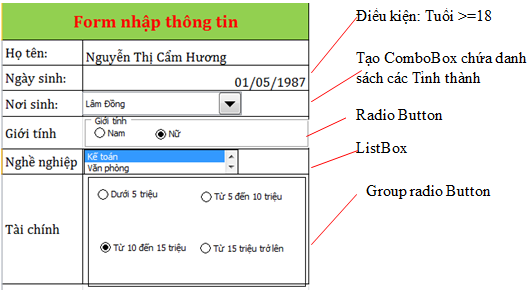 Form nhập thông tin
Điều kiện: Tuổi >=18
Họ tên:
Nguyễn Thị Cẩm Hương
Ngày sinh:
01/05/1987
Tạo ComboBox chứa danh
sách các Tỉnh thành
Nơi sinh:
Lâm Đồng
Giới tính
Giới tính
Nam
Nữ
Radio Button
Nghề nghiệp
Kế toán
Văn phòng
ListBox
Tài chính
Dưới 5 triệu
Từ 5 đến 10 triệu
Từ 10 đến 15 triệu
Từ 15 triệu trở lên
Group radio Button